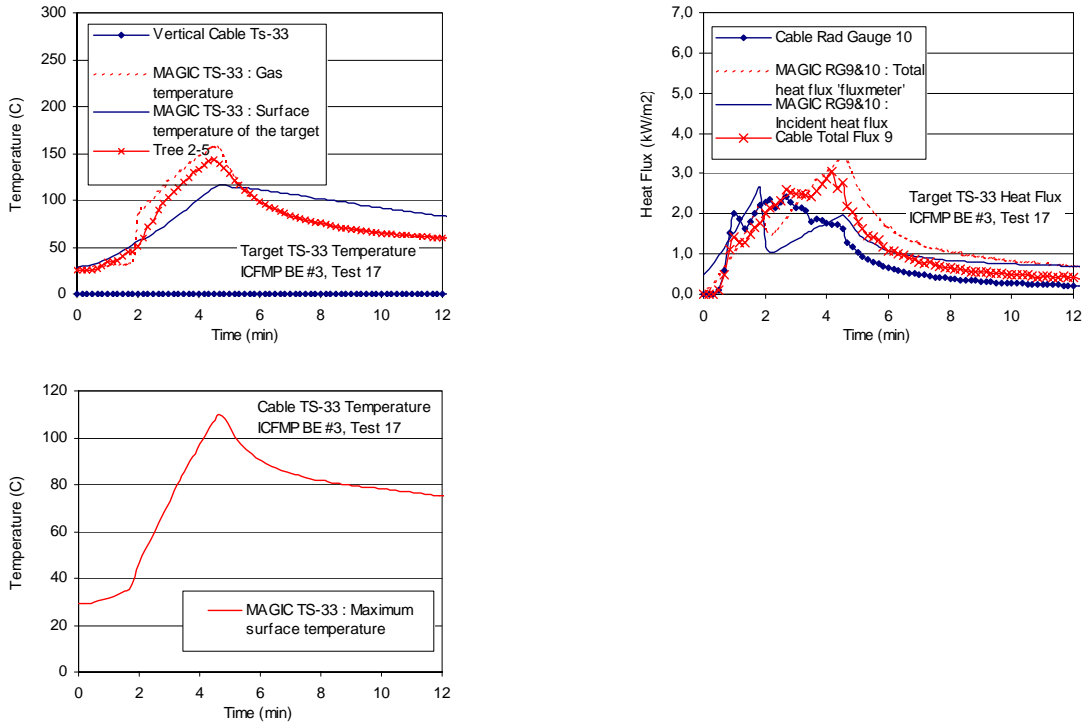 300
250
200
150
100
50
0
Temperature (C)
Vertical Cable Ts-33
MAGIC TS-33 : Gas
temperature
MAGIC TS-33 : Surface
temperature of the target
Tree 2-5
Target TS-33 Temperature
ICFMP BE #3, Test 17
0 2 4 6 8 10 12
Time (min)
7,0
6,0
5,0
4,0
3,0
2,0
1,0
0,0
Heat Flux (kW/m2)
Cable Rad Gauge 10
MAGIC RG9&10 : Total
heat flux 'fluxmeter'
MAGIC RG9&10 :
Incident heat flux
Cable Total Flux 9
Target TS-33 Heat Flux
ICFMP BE #3, Test 17
0 2 4 6 8 10 12
Time (min)
120
100
80
60
40
20
0
Temperature (C)
Cable TS-33 Temperature
ICFMP BE #3, Test 17
MAGIC TS-33 : Maximum
surface temperature
0 2 4 6 8 10 12
Time (min)